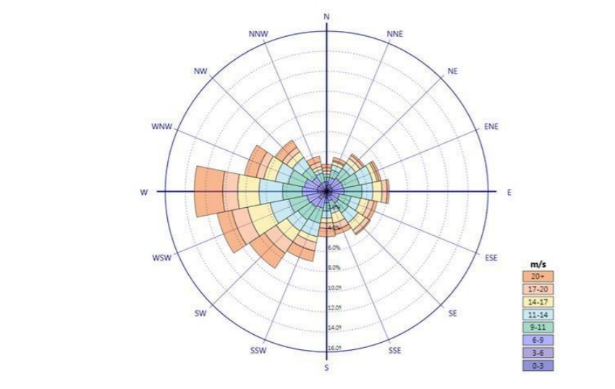 N
NNW
NNE
NW
NE
WNW
ENE
W
E
WSW
ESE
SW
SE
SSW
SSE
S
6.0%
8.0%
10.0%
12.0%
14.0%
16.0%
m/s
20+
17-20
14-17
11-14
9-11
6-9
3-6
0-3